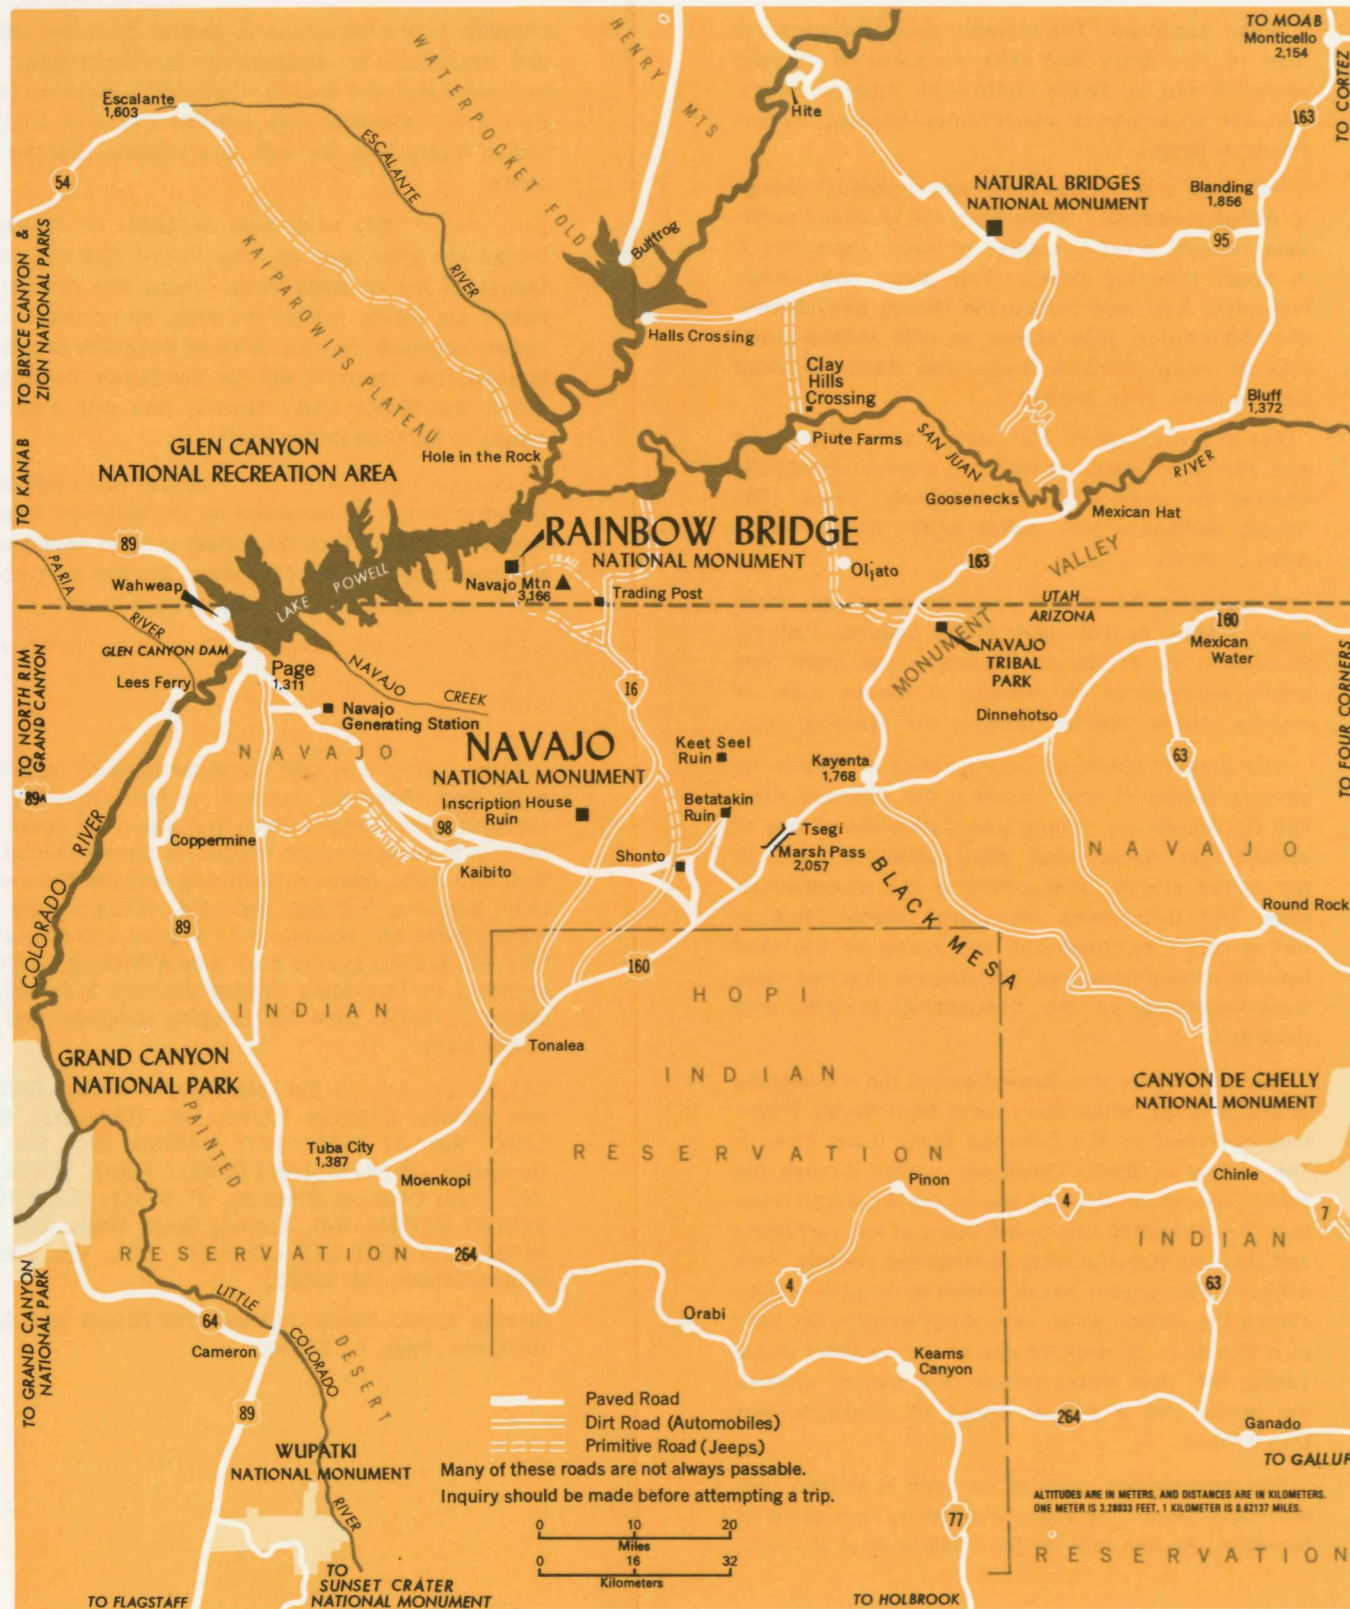 TO MOAB
Monticello
2,154
TO CORTEZ
163
HENRY
MTS
WATERPOCKET FOLD
Hite
Escalante
1,603
ESCALANTE
RIVER
54
NATURAL BRIDGES
NATIONAL MONUMENT
Blanding
1,856
95
TO BRYCE CANYON &
ZION NATIONAL PARKS
KAIPAROWITS PLATEAU
Bullfrog
Halls Crossing
Clay
Hills
Crossing
Bluff
1,372
GLEN CANYON
NATIONAL RECREATION AREA
Hole in the Rock
Piute Farms
SAN JUAN
RIVER
Goosenecks
Mexican Hat
TO KANAB
89
RAINBOW BRIDGE
NATIONAL MONUMENT
163
VALLEY
PARIA
RIVER
Wahweap
LAKE POWELL
TRAIL
Navajo Mtn
3,166
Trading Post
Oljato
UTAH
ARIZONA
MONUMENT
160
Mexican
Water
NAVAJO
TRIBAL
PARK
GLEN CANYON DAM
Page
1,311
NAVAJO
CREEK
Lees Ferry
TO NORTH RIM
GRAND CANYON
16
Navajo
Generating Station
Dinnehotso
TO FOUR CORNERS
NAVAJO
NAVAJO
NATIONAL MONUMENT
Keet Seel
Ruin
Kayenta
1,768
63
89A
Inscription House
Ruin
Betatakin
Ruin
98
Coppermine
PRIMITIVE
Kaibito
Shonto
Tsegi
Marsh Pass
2,057
BLACK MESA
NAVAJO
Round Rock
COLORADO
RIVER
89
160
HOPI
INDIAN
Tonalea
INDIAN
GRAND CANYON
NATIONAL PARK
CANYON DE CHELLY
NATIONAL MONUMENT
PAINTED
Tuba City
1,387
Moenkopi
RESERVATION
Pinon
Chinle
4
7
RESERVATION
264
INDIAN
TO GRAND CANYON
NATIONAL PARK
4
63
LITTLE
COLORADO
64
Cameron
Orabi
DESERT
Keams
Canyon
89
Paved Road
Dirt Road (Automobiles)
Primitive Road (Jeeps)
264
Ganado
WUPATKI
NATIONAL MONUMENT
TO GALLUP
Many of these roads are not always passable.
Inquiry should be made before attempting a trip.
RIVER
ALTITUDES ARE IN METERS, AND DISTANCES ARE IN KILOMETERS.
ONE METER IS 3.28033 FEET, 1 KILOMETER IS 0.62137 MILES.
77
0 10 20
Miles
0 16 32
Kilometers
RESERVATION
TO
SUNSET CRATER
NATIONAL MONUMENT
TO FLAGSTAFF
TO HOLBROOK